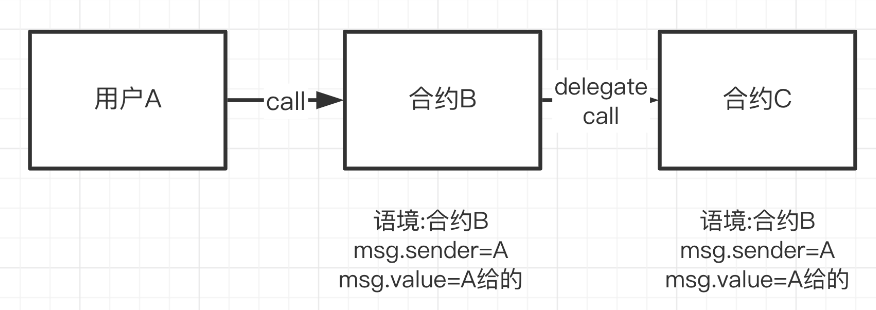 用户A
call
合约B
delegate
call
合约C
语境:合约B
msg.sender=A
msg.value=A给的
语境:合约B
msg.sender=A
msg.value=A给的